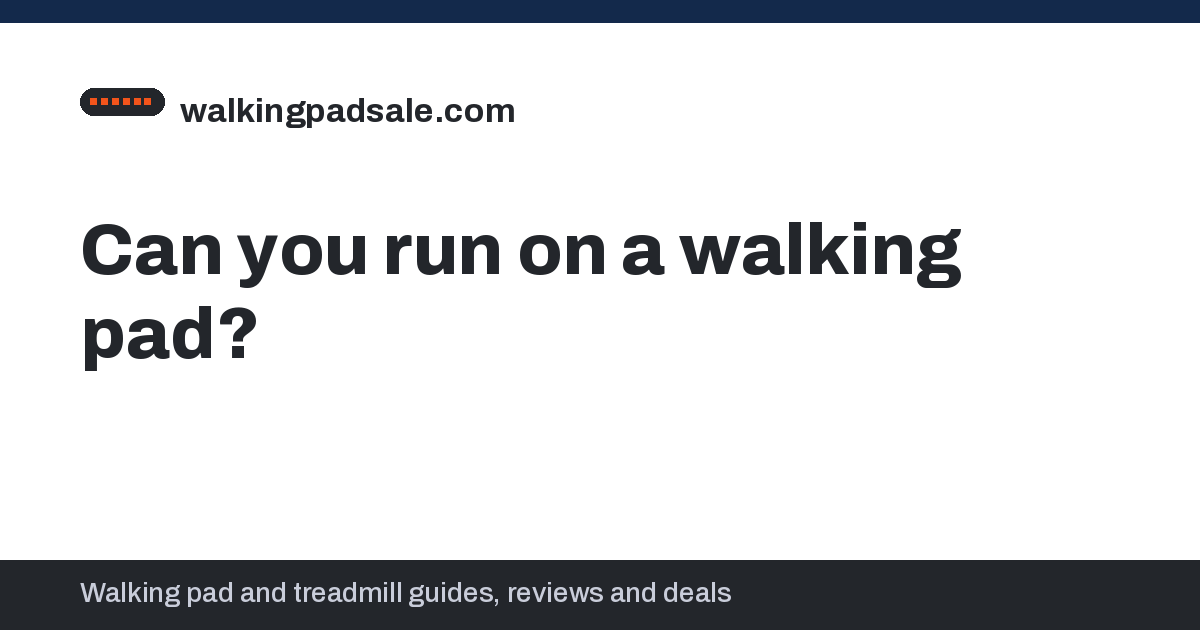 walkingpadsale.com
Can you run on a walking
pad?
Walking pad and treadmill guides, reviews and deals